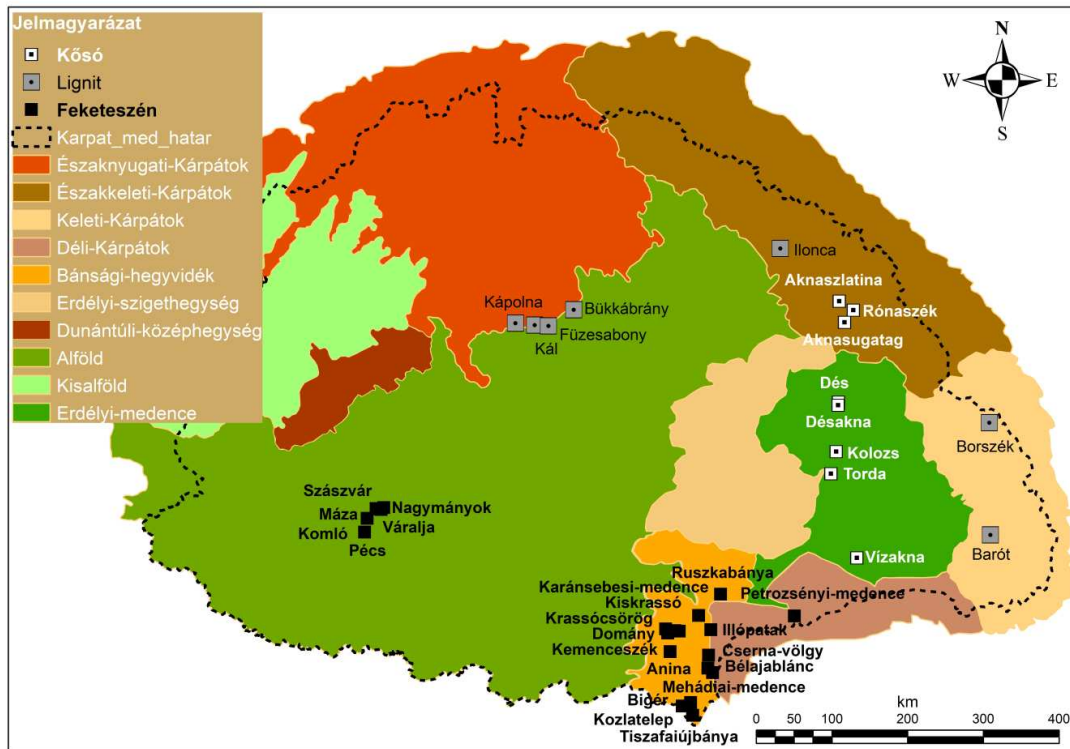 Jelmagyarázat
Kősó
Lignit
Feketeszén
Karpat_med_hatar
Északnyugati-Kárpátok
Északkeleti-Kárpátok
Keleti-Kárpátok
Déli-Kárpátok
Bánsági-hegyvidék
Erdélyi-szigethegység
Dunántúli-középhegység
Alföld
Kisalföld
Erdélyi-medence
N
W E
S
Ilonca
Aknaszlatina
Rónaszék
Aknasugatag
Kápolna
Bükkábrány
Füzesabony
Kál
Dés
Désakna
Borszék
Kolozs
Torda
Szászvár
Nagymányok
Máza
Váralja
Komló
Pécs
Barót
Vízakna
Ruszkabánya
Karánsebesi-medence
Petrozsényi-medence
Kiskrassó
Krassócsörög
Illópatak
Domány
Kemenceszék
Cserna-völgy
Anina
Bélajablánc
Mehádiai-medence
Bigér
Kozlatelep
Tiszafaiújbánya
km
0 50 100 200 300 400